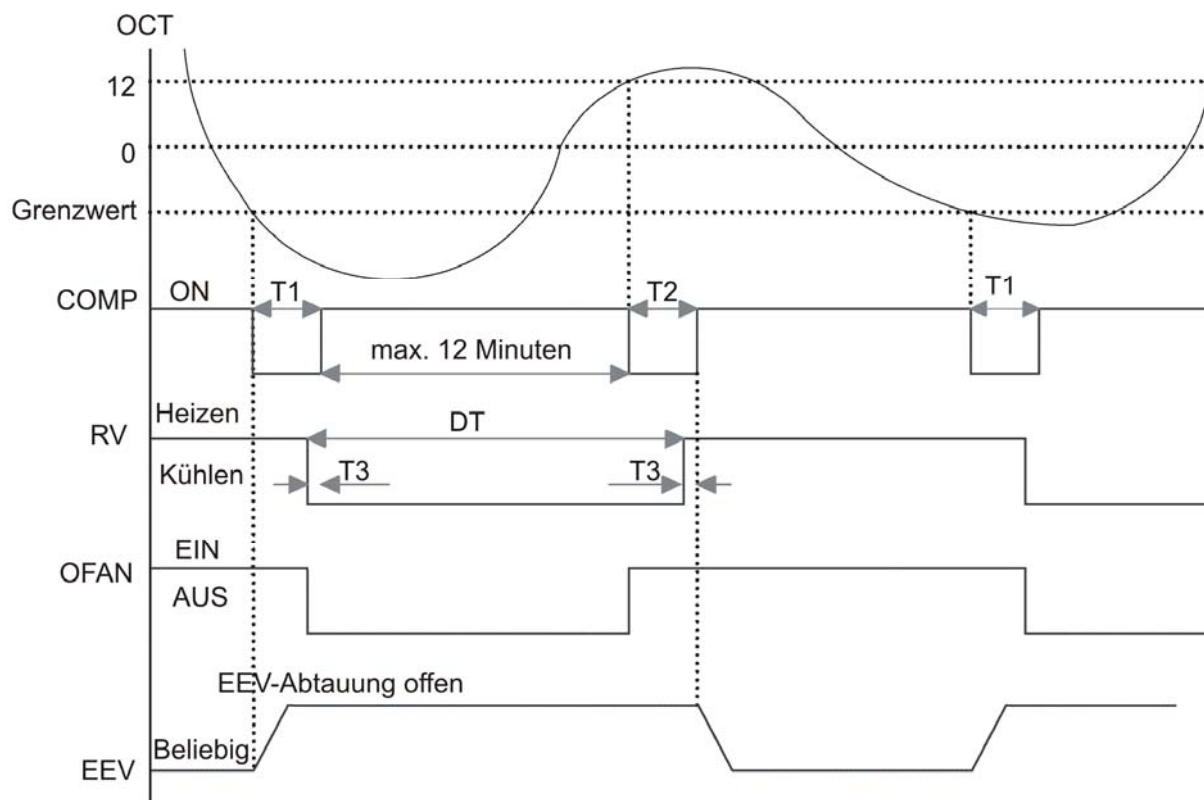 OCT
12
0
Grenzwert
COMP ON T1 T2 T1
max. 12 Minuten
Heizen
RV DT
Kühlen T3 T3
EIN
OFAN
AUS
EEV-Abtauung offen
Beliebig
EEV